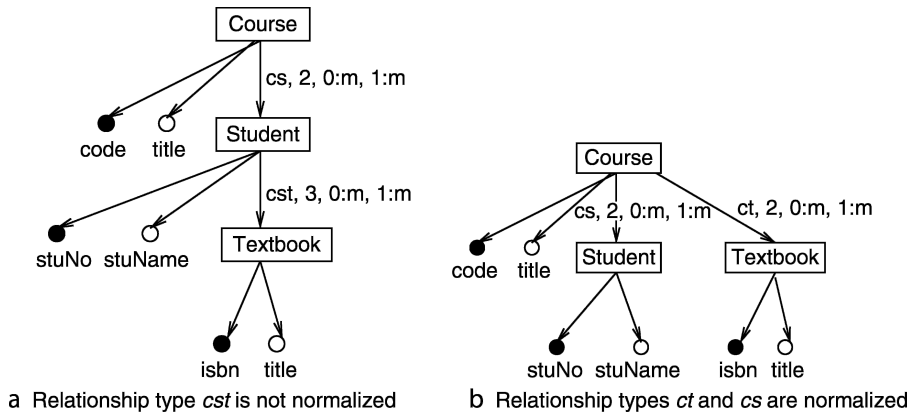 Course
cs, 2, 0:m, 1:m
code title
Student
cst, 3, 0:m, 1:m
stuNo stuName
Textbook
isbn title
a Relationship type cst is not normalized
Course
cs, 2, 0:m, 1:m
ct, 2, 0:m, 1:m
code title
Student
Textbook
stuNo stuName isbn title
b Relationship types ct and cs are normalized